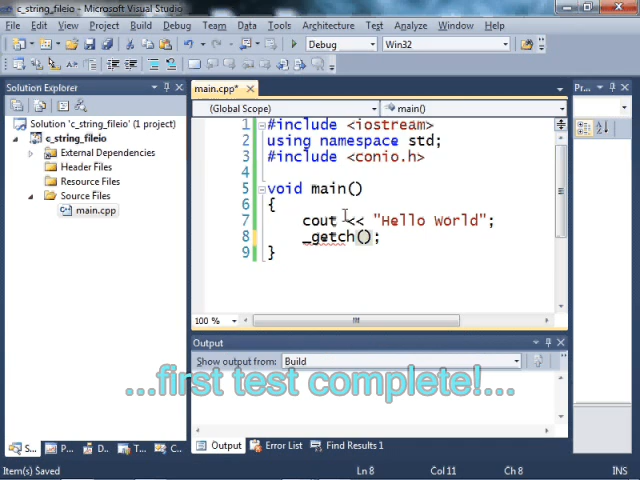 c_string_fileio - Microsoft Visual Studio
File Edit View Project Build Debug Team Data Tools Architecture Test Analyze Window Help
Debug Win32
Solution Explorer
main.cpp*
Pr...
(Global Scope) main()
Solution 'c_string_fileio' (1 project)
c_string_fileio
External Dependencies
Header Files
Resource Files
Source Files
main.cpp
1 #include <iostream>
2 using namespace std;
3 #include <conio.h>
4
5 void main()
6 {
7 cout << "Hello World";
8 _getch();
9 }
100 %
Output
Show output from: Build
...first test complete!...
S... P... D... T... C...
Output Error List Find Results 1
Item(s) Saved Ln 8 Col 11 Ch 8 INS